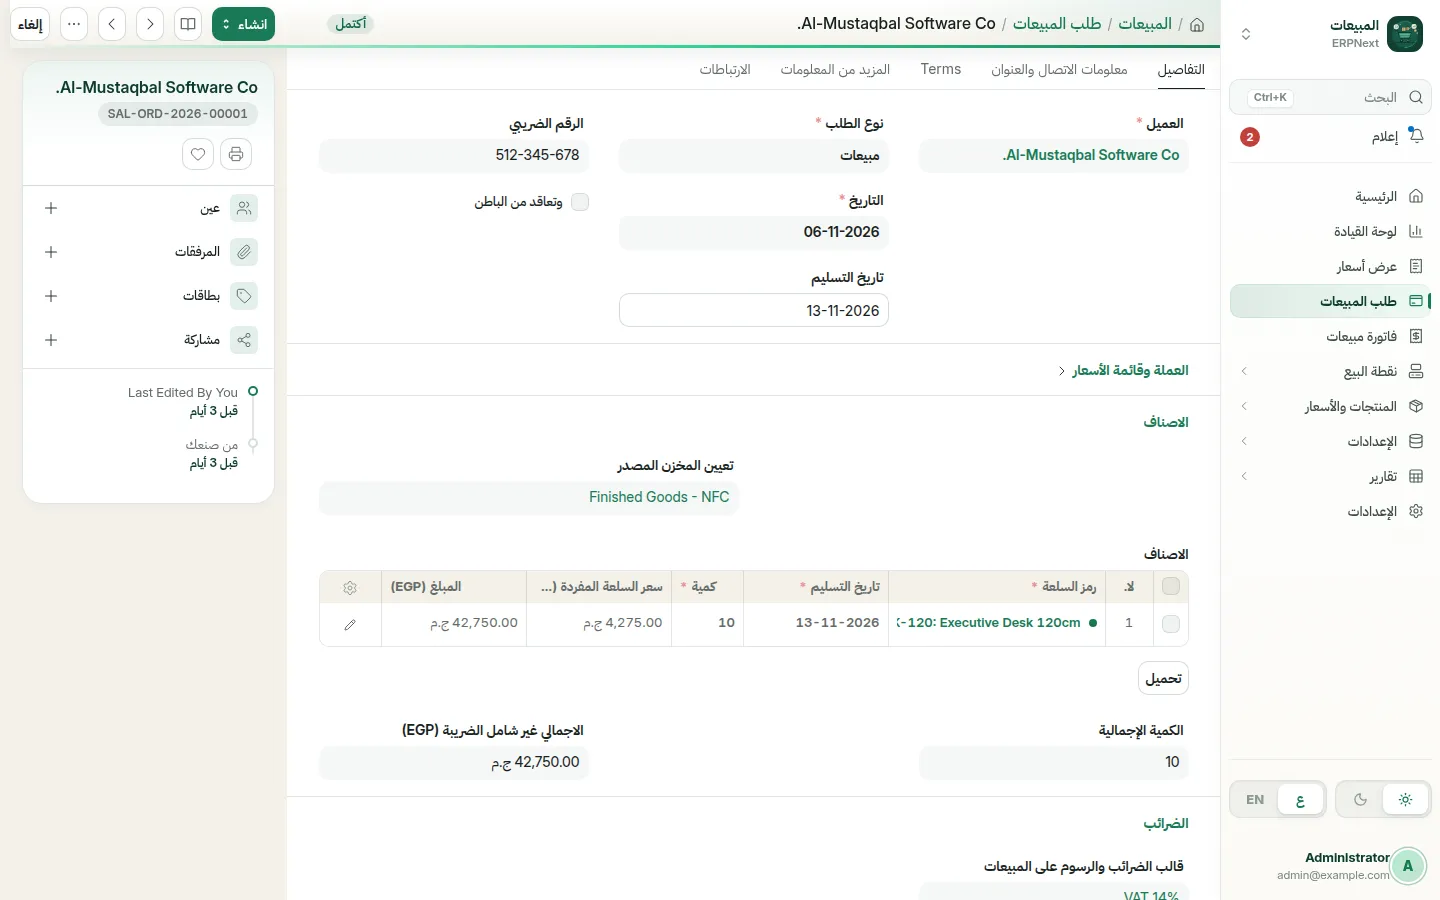 المبيعات
ERPNext
البحث
Ctrl+K
إعلام
2
الرئيسية
لوحة القيادة
عرض أسعار
طلب المبيعات
فاتورة مبيعات
نقطة البيع
المنتجات والأسعار
الإعدادات
تقارير
الإعدادات
ع
EN
A
Administrator
admin@example.com
المبيعات / طلب المبيعات / Al-Mustaqbal Software Co.
أكتمل
انشاء
إلغاء
التفاصيل
معلومات الاتصال والعنوان
Terms
المزيد من المعلومات
الارتباطات
العميل *
Al-Mustaqbal Software Co.
نوع الطلب *
مبيعات
الرقم الضريبي
512-345-678
التاريخ *
06-11-2026
وتعاقد من الباطن
تاريخ التسليم
13-11-2026
العملة وقائمة الأسعار
الاصناف
تعيين المخزن المصدر
Finished Goods - NFC
الاصناف
لا. رمز السلعة * تاريخ التسليم * كمية * سعر السلعة المفردة (... المبلغ (EGP)
1 -120: Executive Desk 120cm 13-11-2026 10 4,275.00 ج.م 42,750.00 ج.م
تحميل
الكمية الإجمالية
10
الاجمالي غير شامل الضريبة (EGP)
42,750.00 ج.م
الضرائب
قالب الضرائب والرسوم على المبيعات
VAT 14%
Al-Mustaqbal Software Co.
SAL-ORD-2026-00001
عين
المرفقات
بطاقات
مشاركة
Last Edited By You
قبل 3 أيام
من صنعك
قبل 3 أيام